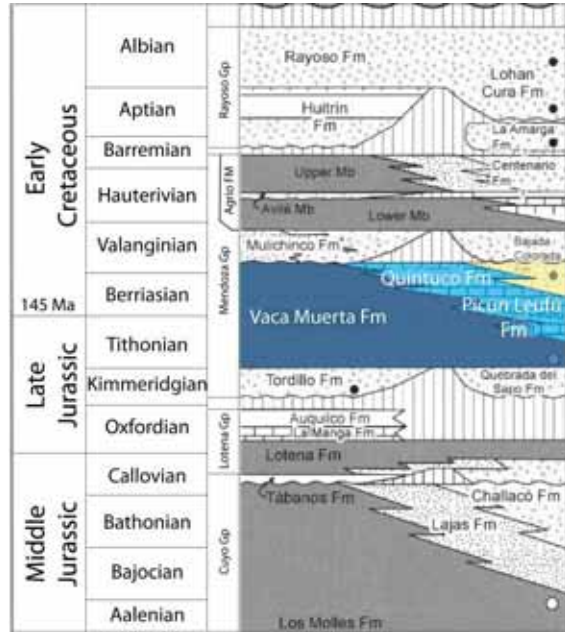 Early
Cretaceous
145 Ma
Late
Jurassic
Middle
Jurassic
Albian
Aptian
Barremian
Hauterivian
Valanginian
Berriasian
Tithonian
Kimmeridgian
Oxfordian
Callovian
Bathonian
Bajocian
Aalenian
Rayoso Gp
Agrio FM
Mendoza Gp
Lotena Gp
Cuyo Gp
Rayoso Fm
Lohan
Cura Fm
Huitrin
Fm
La Amarga
Fm
Centenario
Fm
Upper Mb
Avilé Mb
Lower Mb
Mulichinco Fm
Bajada
Colorada
Quintuco Fm
Picún Leufú
Fm
Vaca Muerta Fm
Tordillo Fm
Quebrada del
Sapo Fm
Auquilco Fm
La Manga Fm
Lotena Fm
Tábanos Fm
Challacó Fm
Lajas Fm
Los Molles Fm